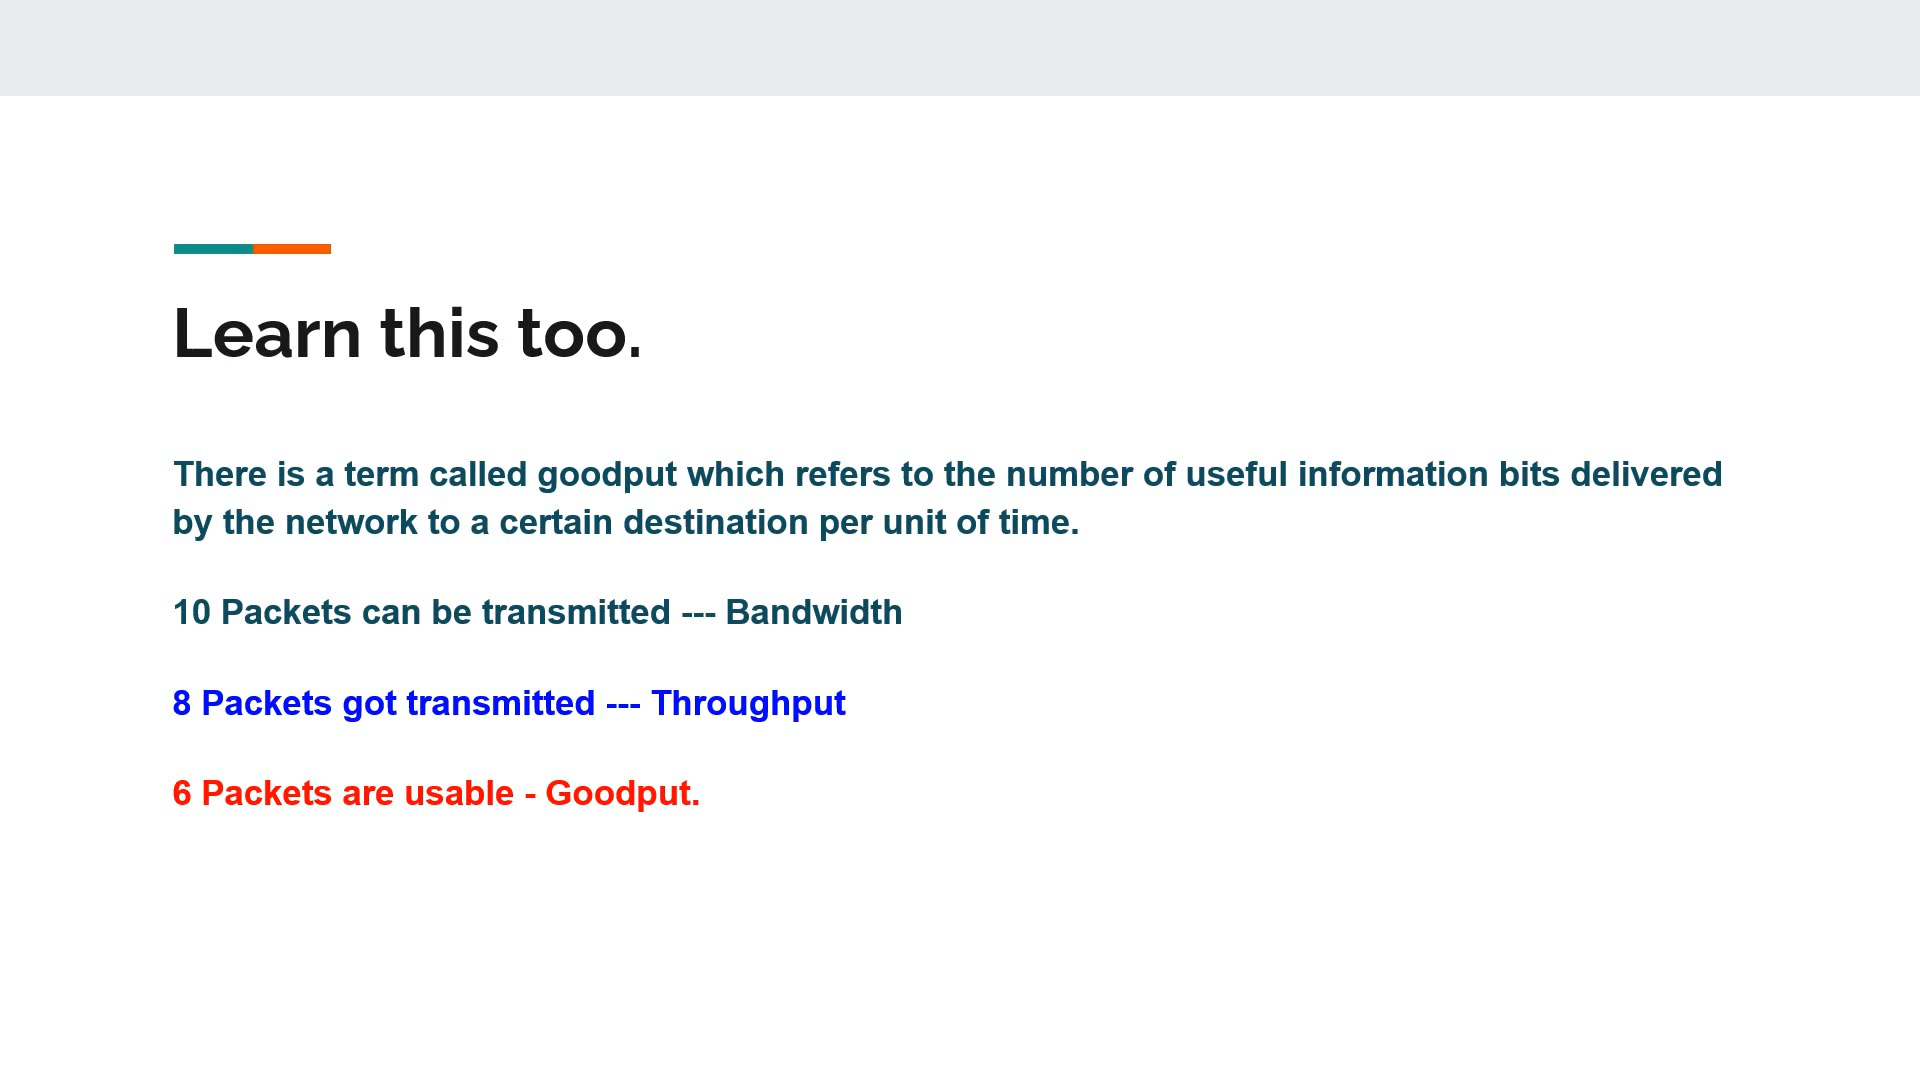 Learn this too.
There is a term called goodput which refers to the number of useful information bits delivered
by the network to a certain destination per unit of time.
10 Packets can be transmitted --- Bandwidth
8 Packets got transmitted --- Throughput
6 Packets are usable - Goodput.